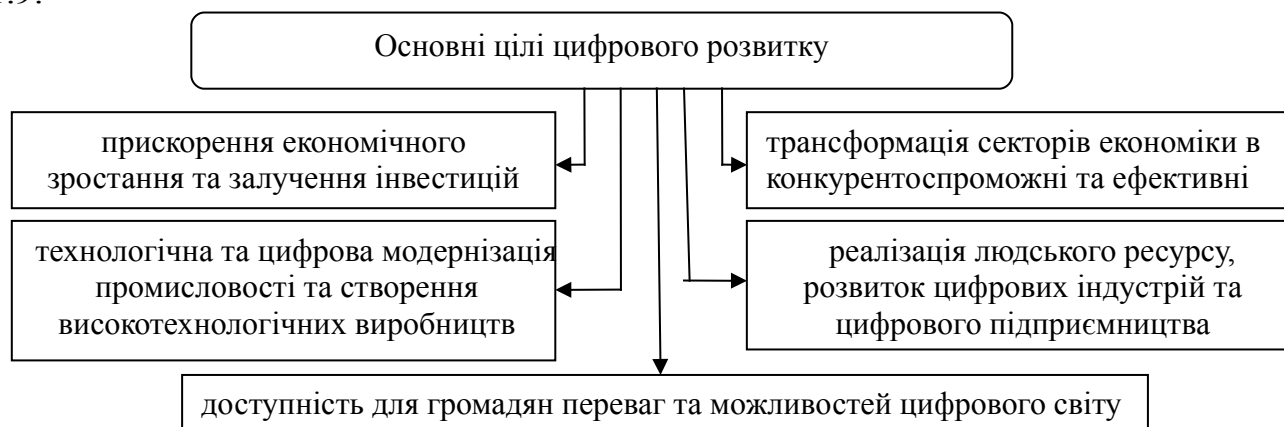 Основні цілі цифрового розвитку
прискорення економічного
зростання та залучення інвестицій
трансформація секторів економіки в
конкурентоспроможні та ефективні
технологічна та цифрова модернізація
промисловості та створення
високотехнологічних виробництв
реалізація людського ресурсу,
розвиток цифрових індустрій та
цифрового підприємництва
доступність для громадян переваг та можливостей цифрового світу